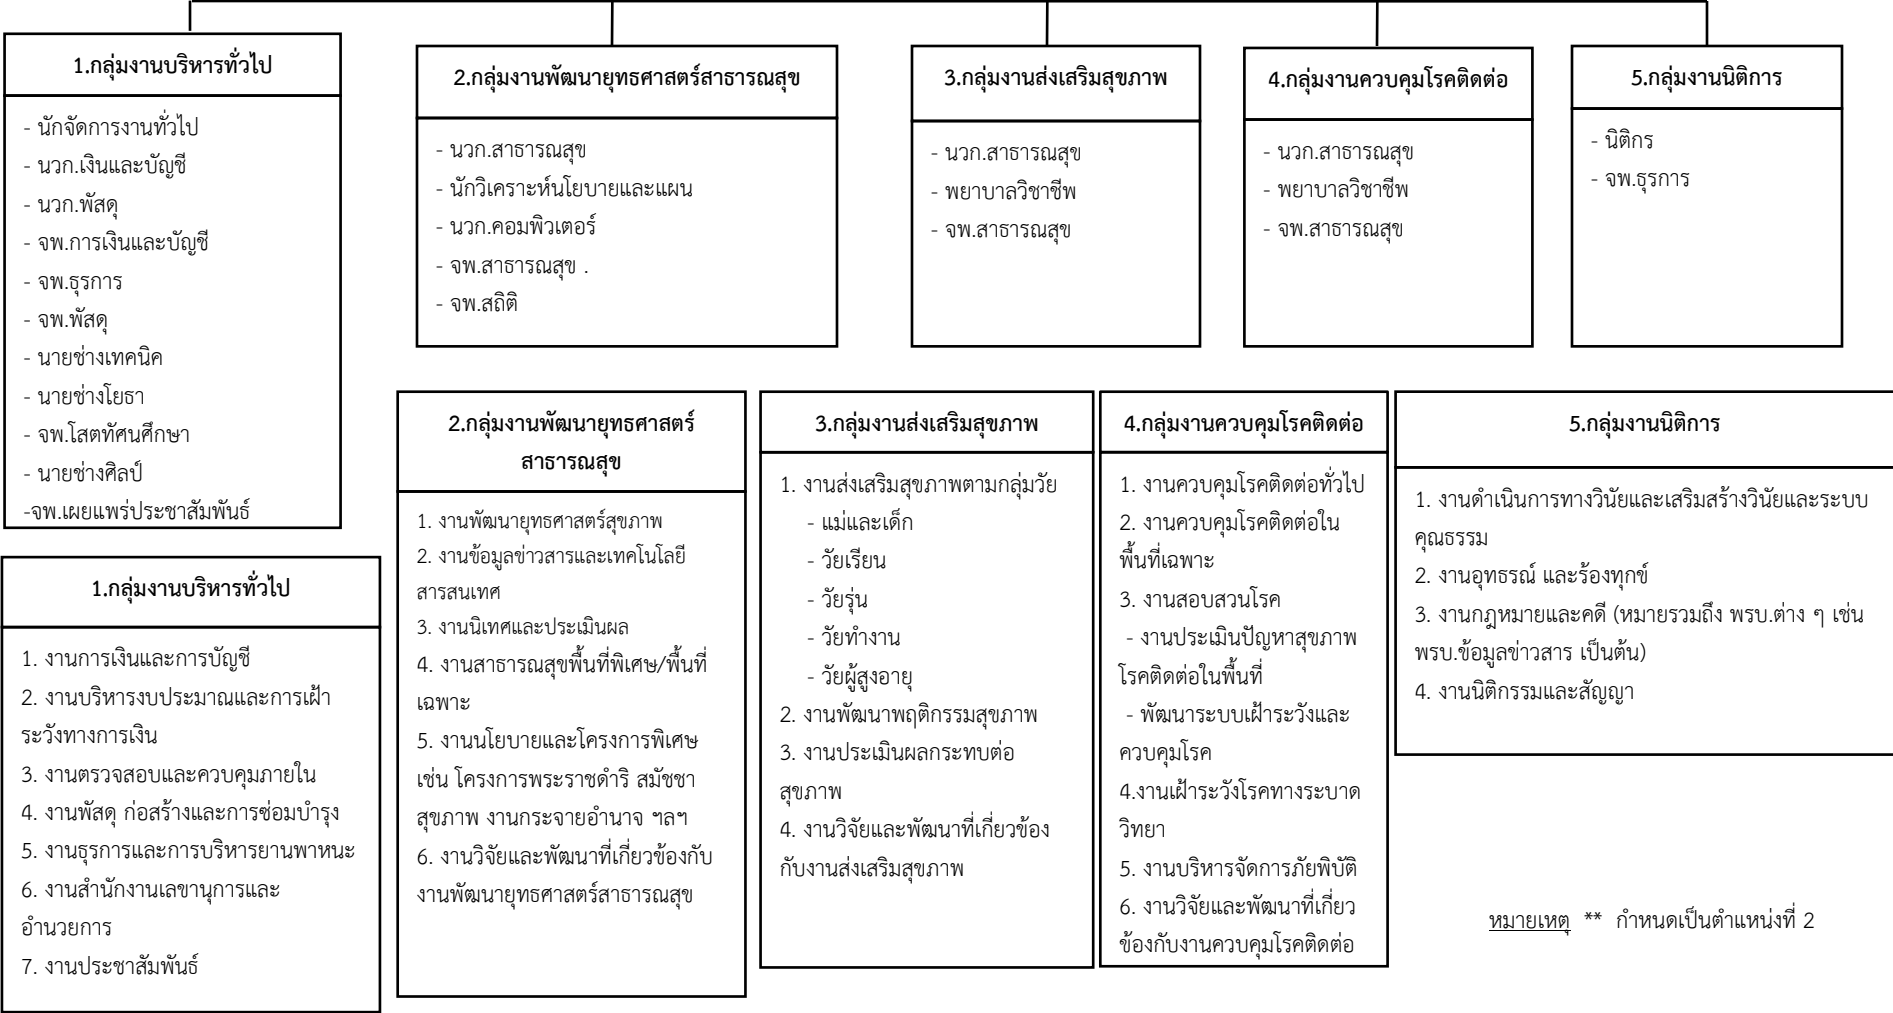 1.กลุ่มงานบริหารทั่วไป
- นักจัดการงานทั่วไป
- นวก.เงินและบัญชี
- นวก.พัสดุ
- จพ.การเงินและบัญชี
- จพ.ธุรการ
- จพ.พัสดุ
- นายช่างเทคนิค
- นายช่างโยธา
- จพ.โสตทัศนศึกษา
- นายช่างศิลป์
-จพ.เผยแพร่ประชาสัมพันธ์
2.กลุ่มงานพัฒนายุทธศาสตร์สาธารณสุข
- นวก.สาธารณสุข
- นักวิเคราะห์นโยบายและแผน
- นวก.คอมพิวเตอร์
- จพ.สาธารณสุข .
- จพ.สถิติ
3.กลุ่มงานส่งเสริมสุขภาพ
- นวก.สาธารณสุข
- พยาบาลวิชาชีพ
- จพ.สาธารณสุข
4.กลุ่มงานควบคุมโรคติดต่อ
- นวก.สาธารณสุข
- พยาบาลวิชาชีพ
- จพ.สาธารณสุข
5.กลุ่มงานนิติการ
- นิติกร
- จพ.ธุรการ
1.กลุ่มงานบริหารทั่วไป
1. งานการเงินและการบัญชี
2. งานบริหารงบประมาณและการเฝ้า
ระวังทางการเงิน
3. งานตรวจสอบและควบคุมภายใน
4. งานพัสดุ ก่อสร้างและการซ่อมบำรุง
5. งานธุรการและการบริหารยานพาหนะ
6. งานสำนักงานเลขานุการและ
อำนวยการ
7. งานประชาสัมพันธ์
2.กลุ่มงานพัฒนายุทธศาสตร์
สาธารณสุข
1. งานพัฒนายุทธศาสตร์สุขภาพ
2. งานข้อมูลข่าวสารและเทคโนโลยี
สารสนเทศ
3. งานนิเทศและประเมินผล
4. งานสาธารณสุขพื้นที่พิเศษ/พื้นที่
เฉพาะ
5. งานนโยบายและโครงการพิเศษ
เช่น โครงการพระราชดำริ สมัชชา
สุขภาพ งานกระจายอำนาจ ฯลฯ
6. งานวิจัยและพัฒนาที่เกี่ยวข้องกับ
งานพัฒนายุทธศาสตร์สาธารณสุข
3.กลุ่มงานส่งเสริมสุขภาพ
1. งานส่งเสริมสุขภาพตามกลุ่มวัย
- แม่และเด็ก
- วัยเรียน
- วัยรุ่น
- วัยทำงาน
- วัยผู้สูงอายุ
2. งานพัฒนาพฤติกรรมสุขภาพ
3. งานประเมินผลกระทบต่อ
สุขภาพ
4. งานวิจัยและพัฒนาที่เกี่ยวข้อง
กับงานส่งเสริมสุขภาพ
4.กลุ่มงานควบคุมโรคติดต่อ
1. งานควบคุมโรคติดต่อทั่วไป
2. งานควบคุมโรคติดต่อใน
พื้นที่เฉพาะ
3. งานสอบสวนโรค
- งานประเมินปัญหาสุขภาพ
โรคติดต่อในพื้นที่
- พัฒนาระบบเฝ้าระวังและ
ควบคุมโรค
4.งานเฝ้าระวังโรคทางระบาด
วิทยา
5. งานบริหารจัดการภัยพิบัติ
6. งานวิจัยและพัฒนาที่เกี่ยว
ข้องกับงานควบคุมโรคติดต่อ
5.กลุ่มงานนิติการ
1. งานดำเนินการทางวินัยและเสริมสร้างวินัยและระบบ
คุณธรรม
2. งานอุทธรณ์ และร้องทุกข์
3. งานกฎหมายและคดี (หมายรวมถึง พรบ.ต่าง ๆ เช่น
พรบ.ข้อมูลข่าวสาร เป็นต้น)
4. งานนิติกรรมและสัญญา
หมายเหตุ ** กำหนดเป็นตำแหน่งที่ 2